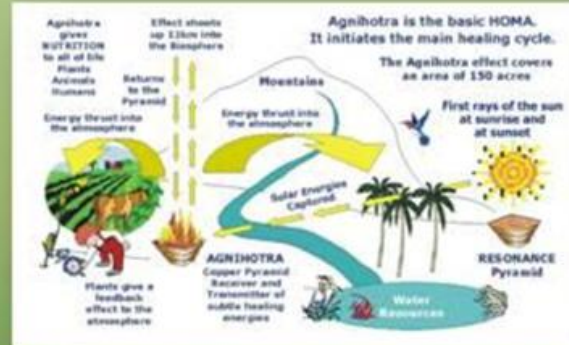 Agnihotra is the basic HOMA.
It initiates the main healing cycle.
The Agnihotra effect covers
an area of 150 acres
Agnihotra
gives
NUTRITION
to all of life
Plants
Animals
Humans
Effect shoots
up 12km into
the Biosphere
Returns
to the
Pyramid
Mountains
Energy thrust into
the atmosphere
Energy thrust into
the atmosphere
First rays of the sun
at sunrise and
at sunset
Solar Energies
Captured
AGNIHOTRA
Copper Pyramid
Receiver and
Transmitter of
subtle healing
energies
RESONANCE
Pyramid
Plants give a
feedback
effect to the
atmosphere
Water
Resources